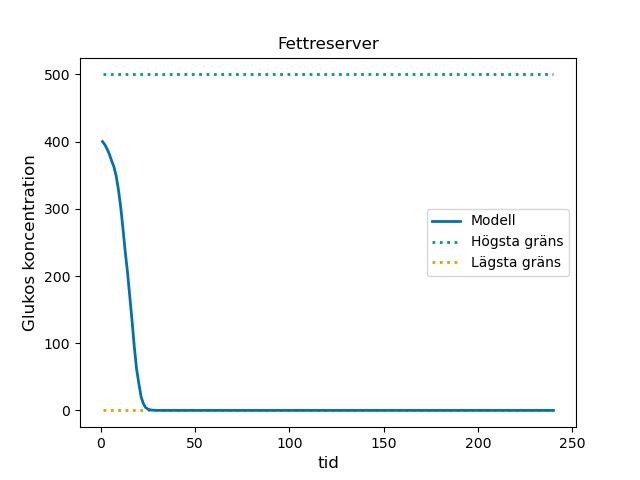 Fettreserver
Glukos koncentration
500
400
300
200
100
0
Modell
Högsta gräns
Lägsta gräns
0 50 100 150 200 250
tid